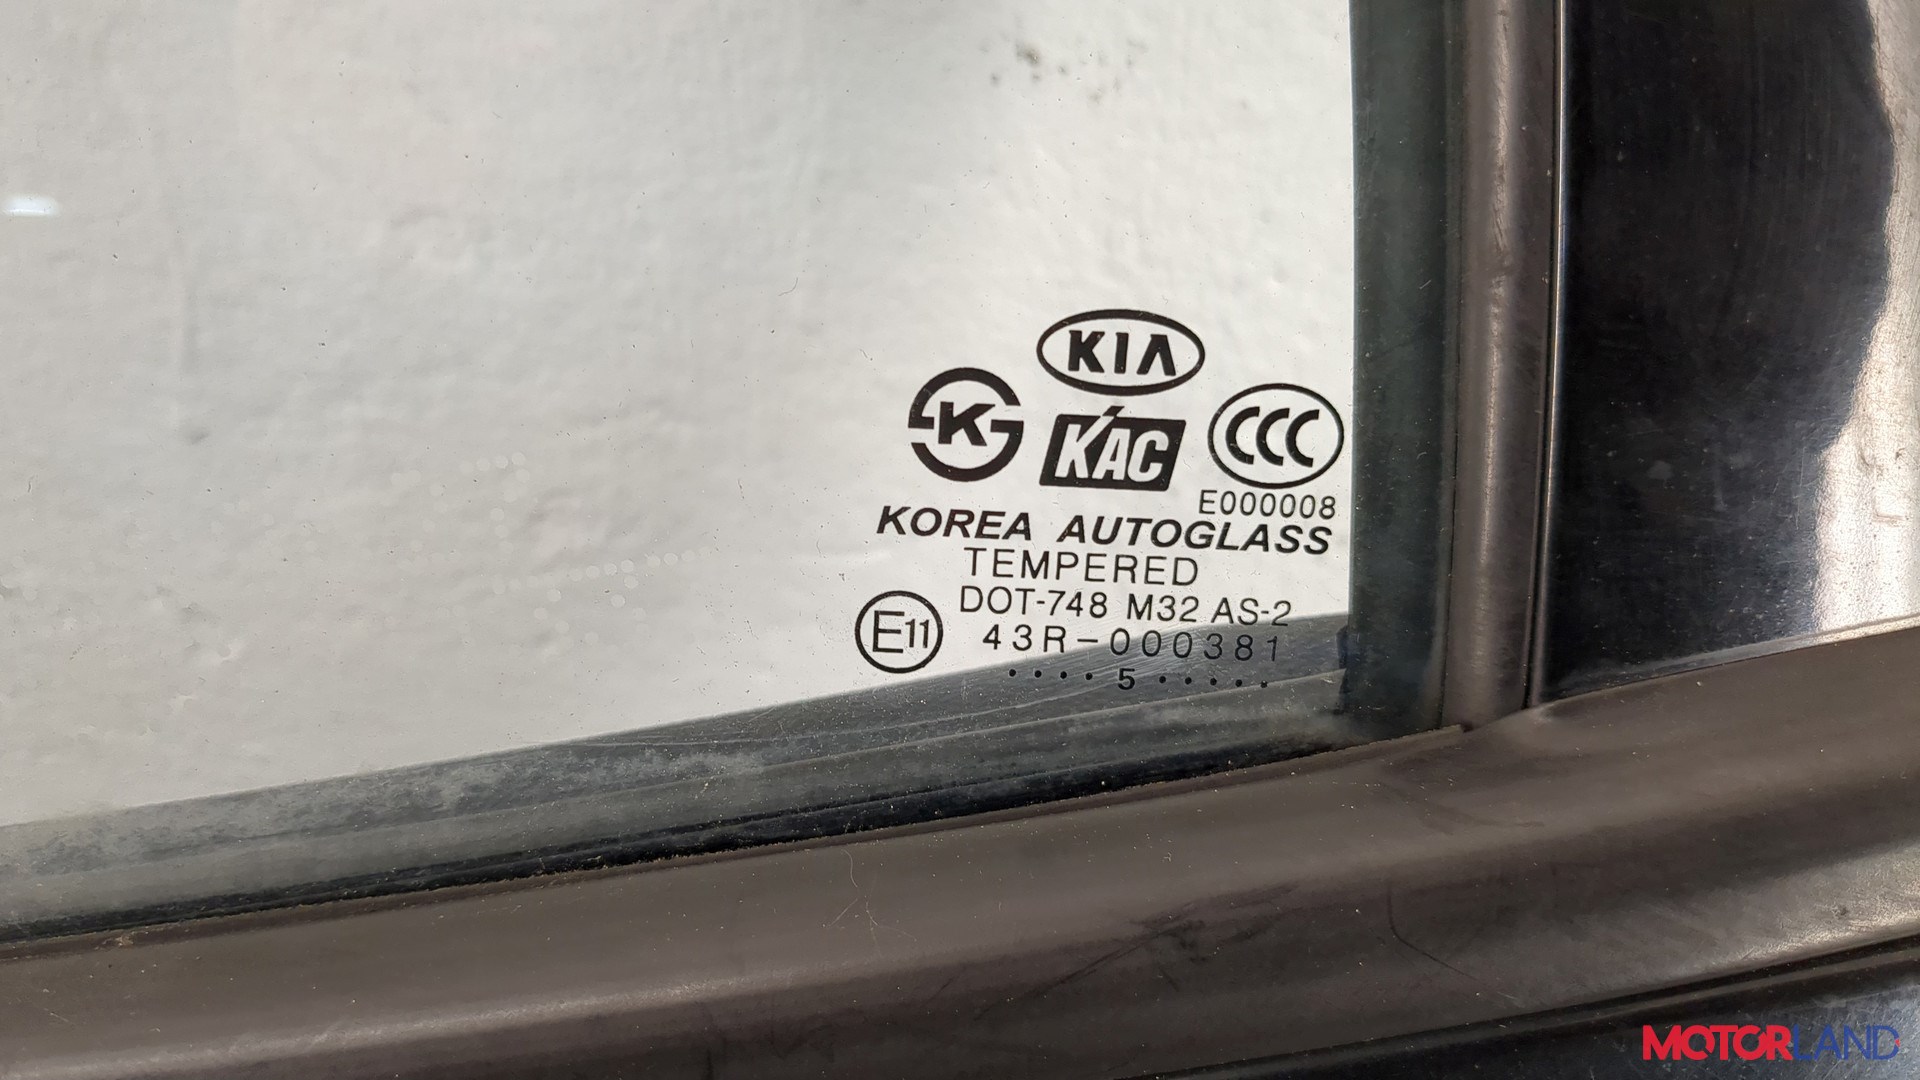 KIA
K
KAC
CCC
E000008
KOREA AUTOGLASS
TEMPERED
DOT-748 M32 AS-2
E11 43R-000381
.... 5 .....
MOTORLAND